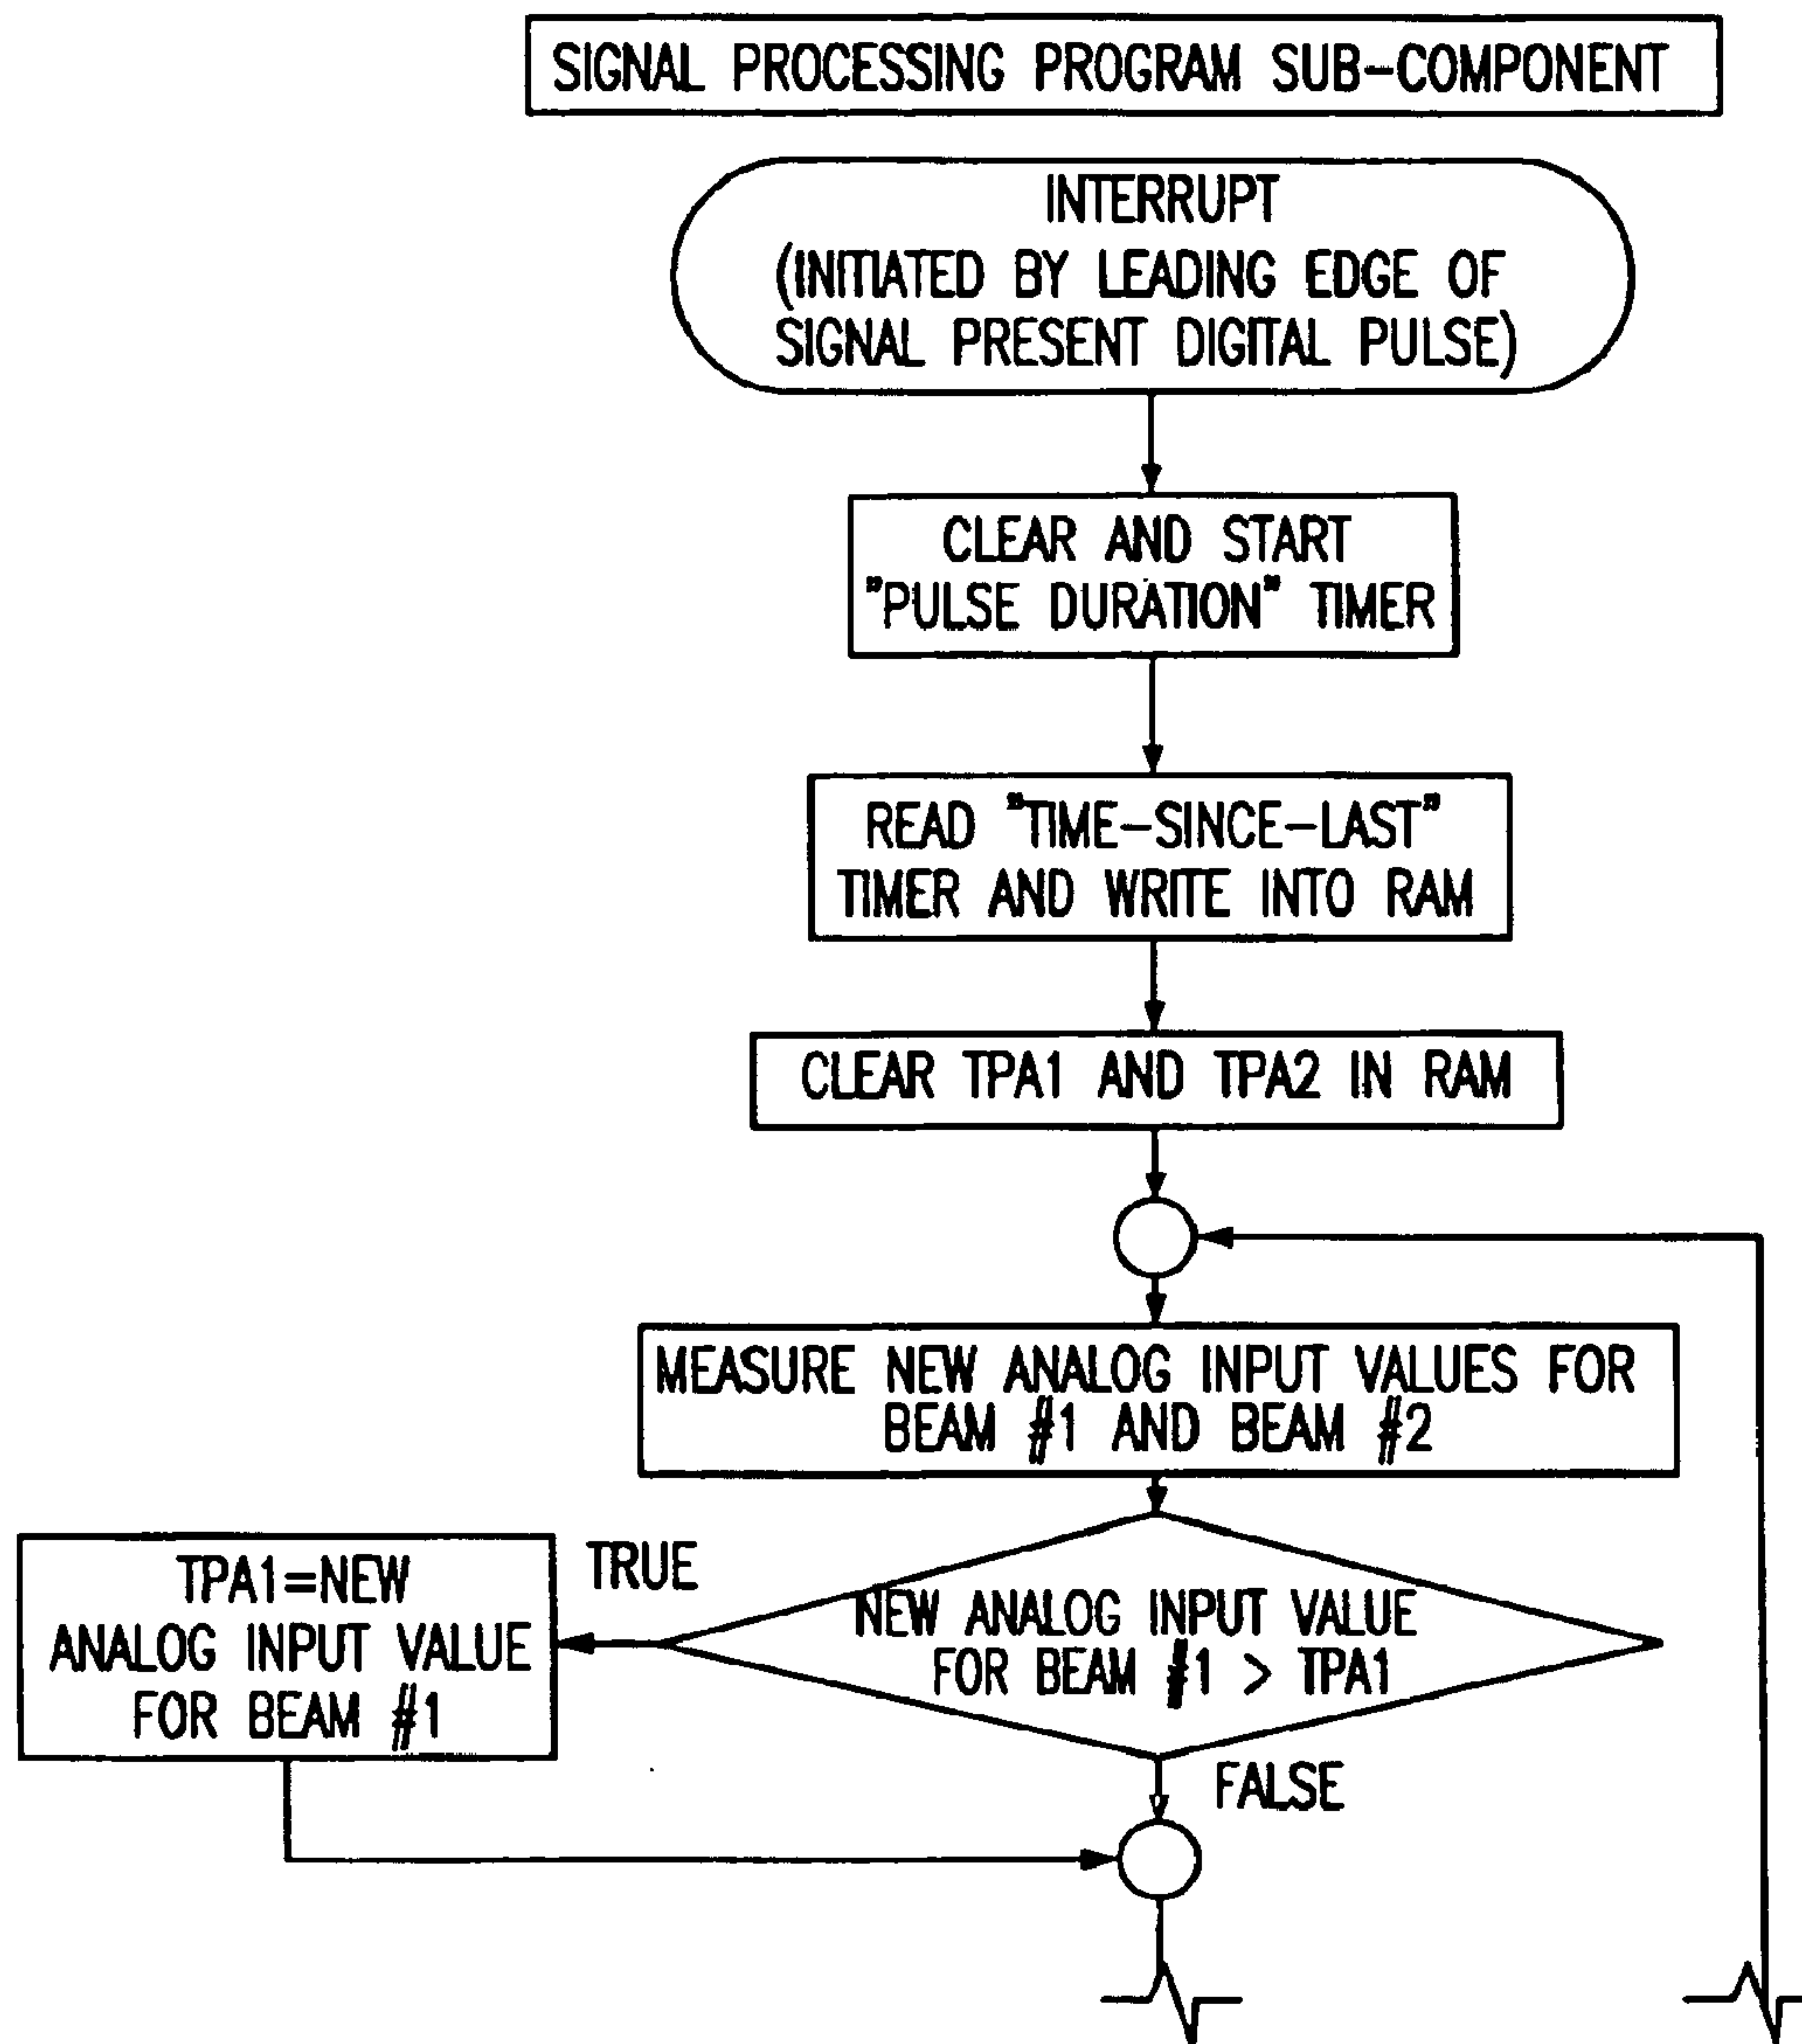 SIGNAL PROCESSING PROGRAM SUB-COMPONENT
INTERRUPT
(INITIATED BY LEADING EDGE OF
SIGNAL PRESENT DIGITAL PULSE)
CLEAR AND START
"PULSE DURATION" TIMER
READ "TIME-SINCE-LAST"
TIMER AND WRITE INTO RAM
CLEAR TPA1 AND TPA2 IN RAM
MEASURE NEW ANALOG INPUT VALUES FOR
BEAM #1 AND BEAM #2
TPA1=NEW
ANALOG INPUT VALUE
FOR BEAM #1
TRUE
NEW ANALOG INPUT VALUE
FOR BEAM #1 > TPA1
FALSE